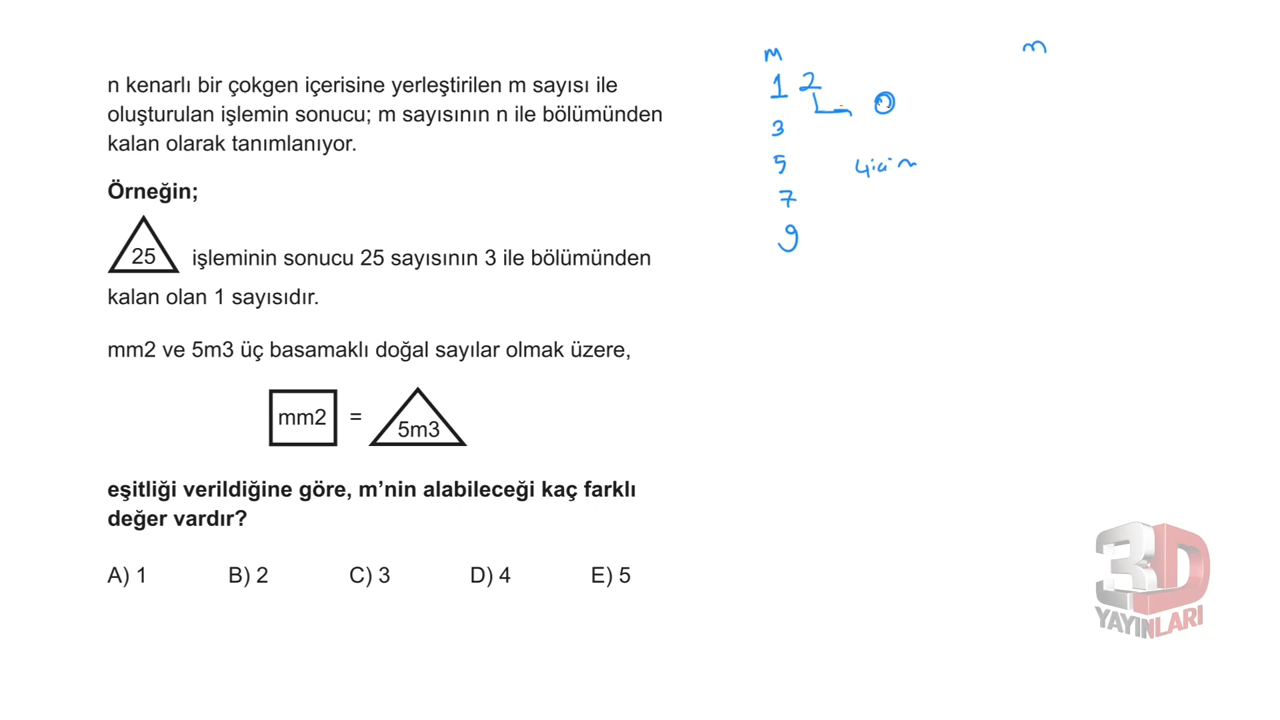 n kenarlı bir çokgen içerisine yerleştirilen m sayısı ile
oluşturulan işlemin sonucu; m sayısının n ile bölümünden
kalan olarak tanımlanıyor.
Örneğin;
25 işleminin sonucu 25 sayısının 3 ile bölümünden
kalan olan 1 sayısıdır.
mm2 ve 5m3 üç basamaklı doğal sayılar olmak üzere,
mm2 = 5m3
eşitliği verildiğine göre, m'nin alabileceği kaç farklı
değer vardır?
A) 1 B) 2 C) 3 D) 4 E) 5
m
m
1 2
0
3
5
4 için
7
9
3D
YAYINLARI